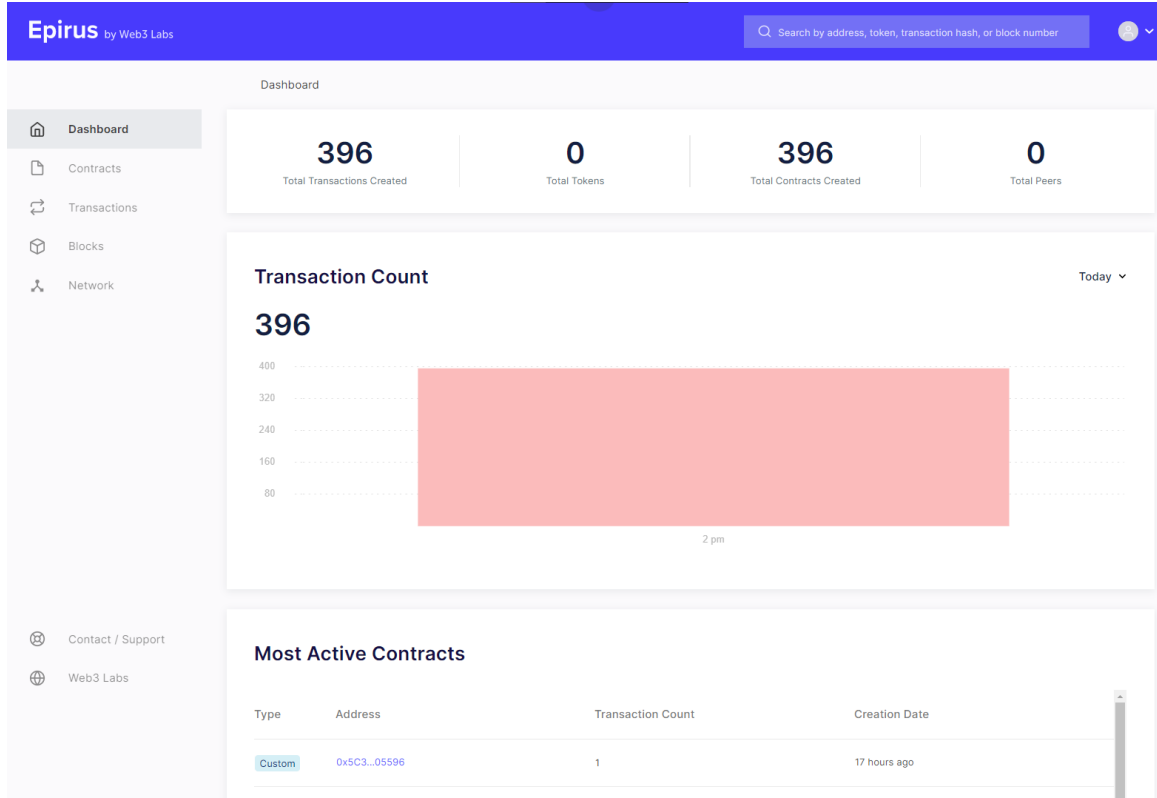 Epirus by Web3 Labs
Search by address, token, transaction hash, or block number
Dashboard
Dashboard
Contracts
Transactions
Blocks
Network
Contact / Support
Web3 Labs
396
Total Transactions Created
0
Total Tokens
396
Total Contracts Created
0
Total Peers
Transaction Count
Today
396
400
320
240
160
80
2 pm
Most Active Contracts
Type Address Transaction Count Creation Date
Custom 0x5C3...05596 1 17 hours ago